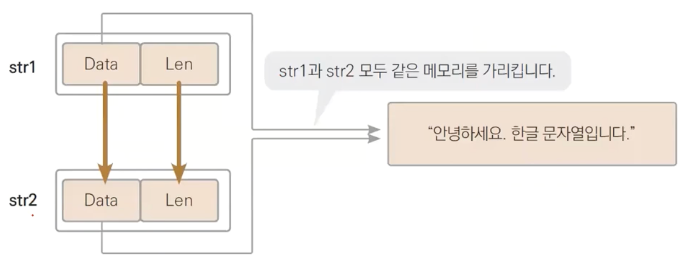 str1
Data
Len
str1과 str2 모두 같은 메모리를 가리킵니다.
“안녕하세요. 한글 문자열입니다.”
str2
Data
Len